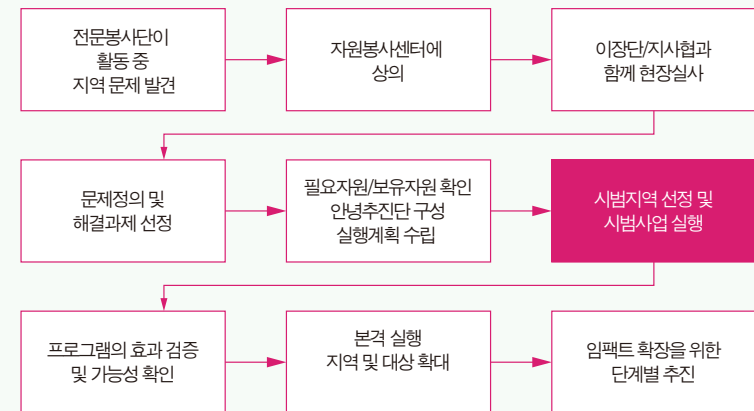 전문봉사단이
활동 중
지역 문제 발견
자원봉사센터에
상의
이장단/지사협과
함께 현장실사
문제정의 및
해결과제 선정
필요자원/보유자원 확인
안녕추진단 구성
실행계획 수립
시범지역 선정 및
시범사업 실행
프로그램의 효과 검증
및 가능성 확인
본격 실행
지역 및 대상 확대
임팩트 확장을 위한
단계별 추진